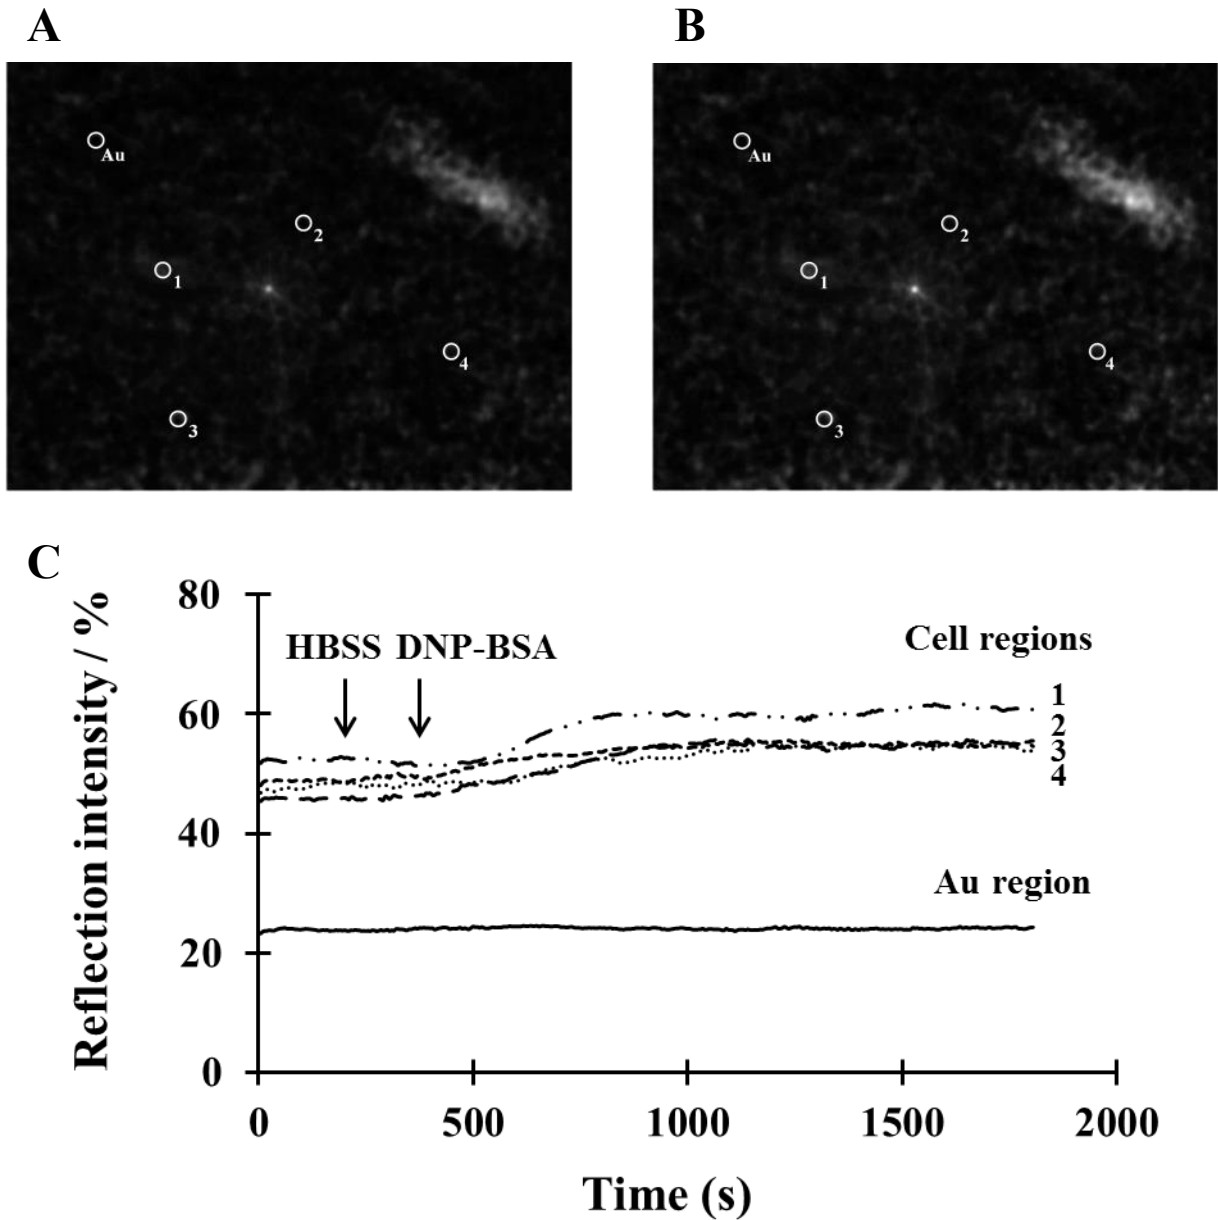 A
B
Au
2
1
4
3
Au
2
1
4
3
C
Reflection intensity / %
80
60
40
20
0
HBSS DNP-BSA
Cell regions
1
2
3
4
Au region
0 500 1000 1500 2000
Time (s)